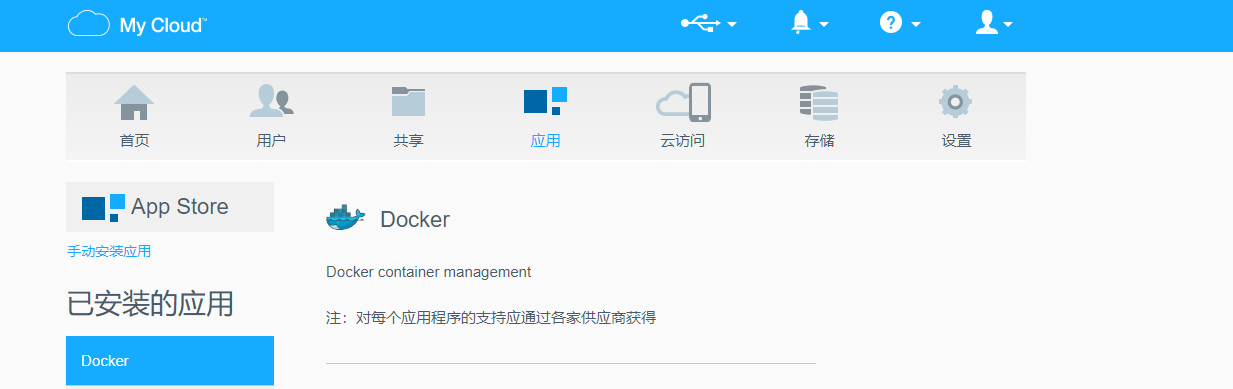 My Cloud™
首页 用户 共享 应用 云访问 存储 设置
App Store
手动安装应用
已安装的应用
Docker
Docker
Docker container management
注：对每个应用程序的支持应通过各家供应商获得